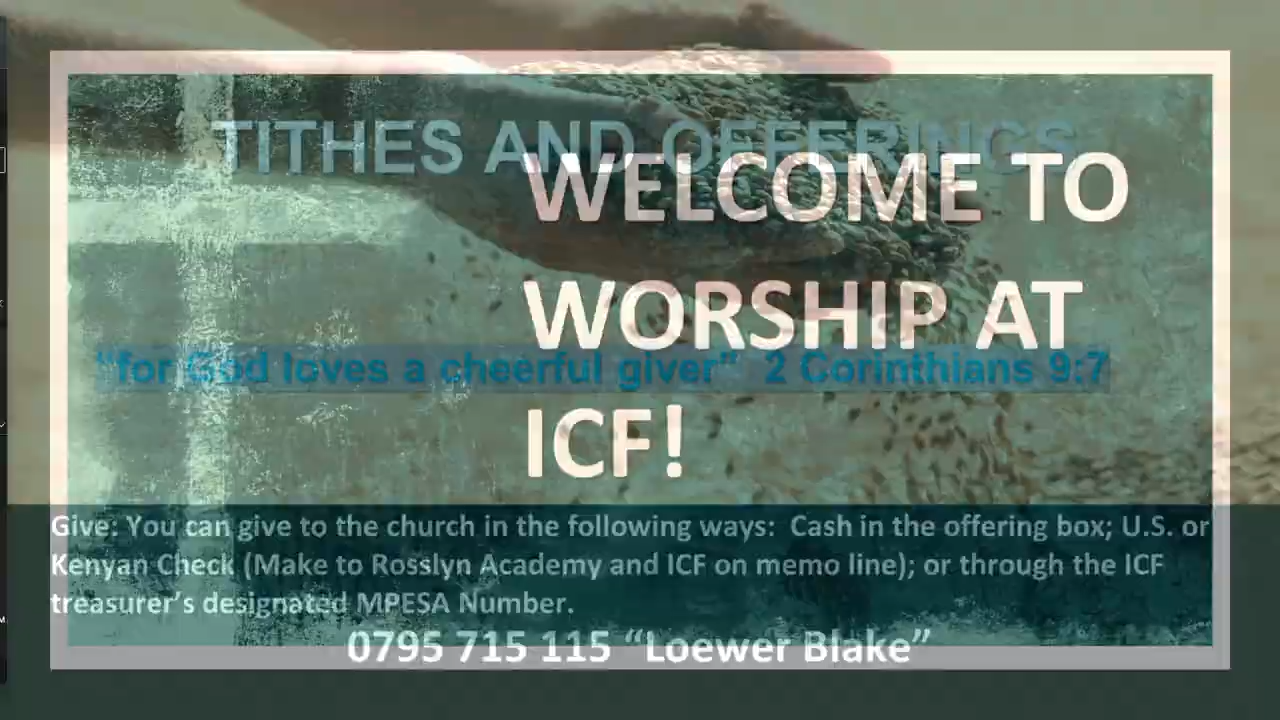 TITHES AND OFFERINGS
WELCOME TO
WORSHIP AT
“for God loves a cheerful giver” 2 Corinthians 9:7
ICF!
Give: You can give to the church in the following ways: Cash in the offering box; U.S. or
Kenyan Check (Make to Rosslyn Academy and ICF on memo line); or through the ICF
treasurer’s designated MPESA Number.
0795 715 115 “Loewer Blake”